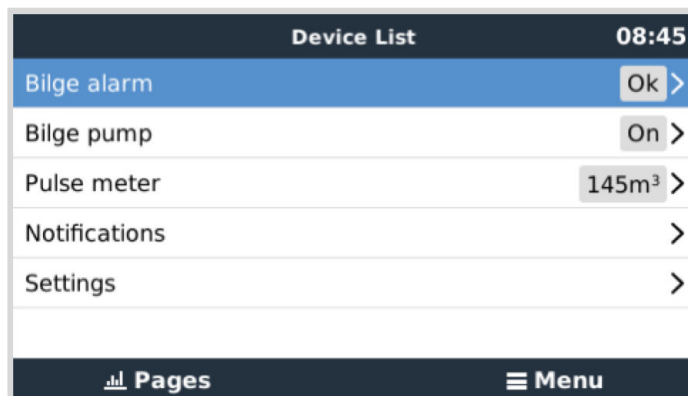 Device List 08:45
Bilge alarm Ok
Bilge pump On
Pulse meter 145m³
Notifications
Settings
Pages Menu